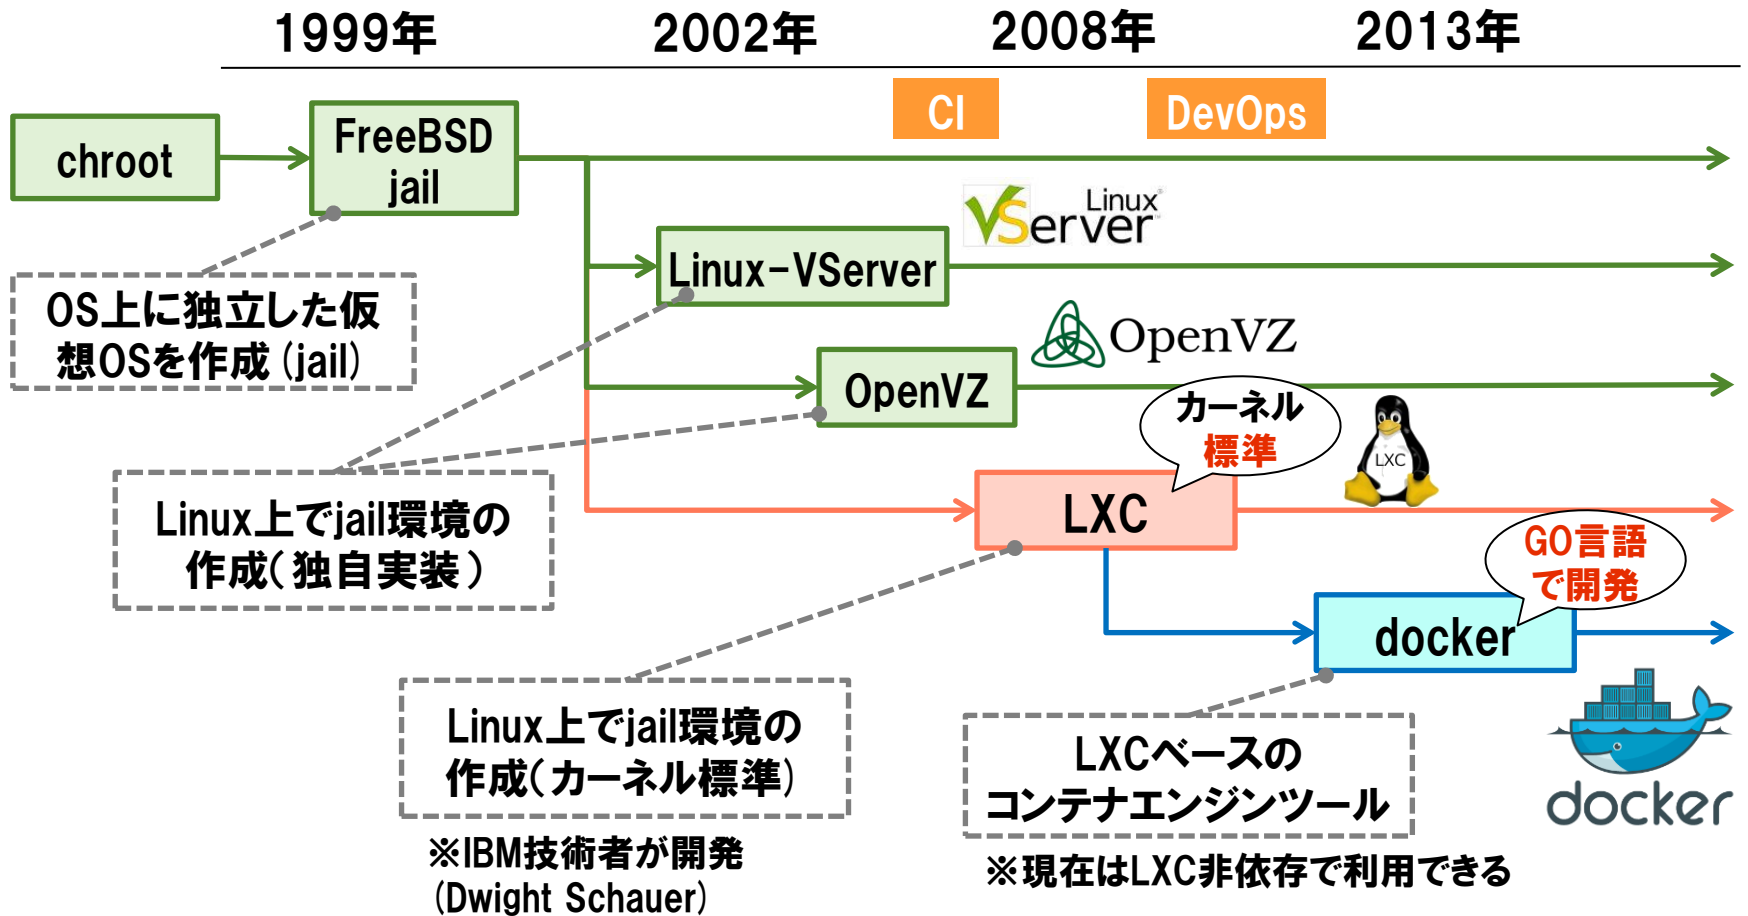 1999年 2002年 2008年 2013年
CI DevOps
chroot
FreeBSD
jail
Linux
VServer
Linux-VServer
OS上に独立した仮
想OSを作成(jail)
OpenVZ
OpenVZ
カーネル
標準
LXC
LXC
Linux上でjail環境の
作成(独自実装)
GO言語
で開発
docker
Linux上でjail環境の
作成(カーネル標準)
※IBM技術者が開発
(Dwight Schauer)
LXCベースの
コンテナエンジンツール
※現在はLXC非依存で利用できる
docker